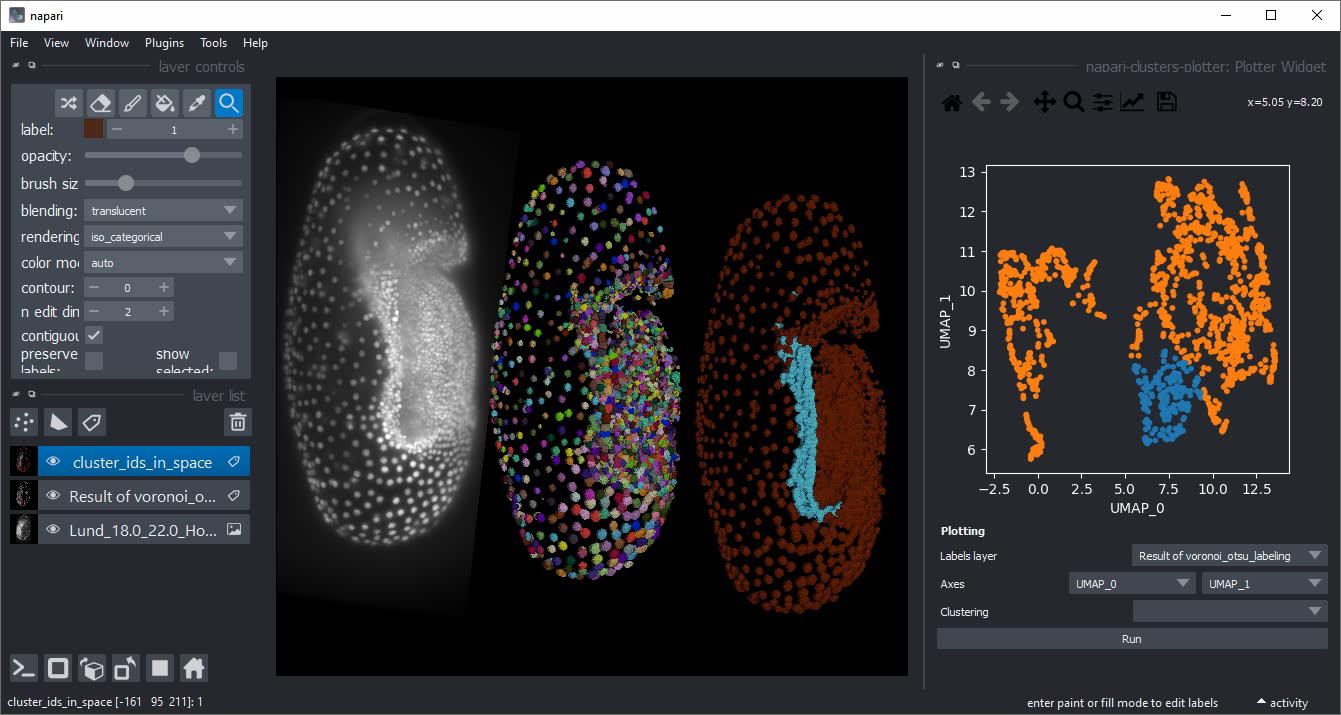 napari
File View Window Plugins Tools Help
layer controls
label: 1
opacity:
brush siz
blending: translucent
rendering iso_categorical
color mo auto
contour: 0
n edit din 2
contiguou
preserve labels:
show selected:
layer list
cluster_ids_in_space
Result of voronoi_o...
Lund_18.0_22.0_Ho...
cluster_ids_in_space [-161 95 211]: 1
napari-clusters-plotter: Plotter Widget
x=5.05 y=8.20
13
12
11
10
9
8
7
6
UMAP_1
−2.5 0.0 2.5 5.0 7.5 10.0 12.5
UMAP_0
Plotting
Labels layer Result of voronoi_otsu_labeling
Axes UMAP_0 UMAP_1
Clustering
Run
enter paint or fill mode to edit labels activity